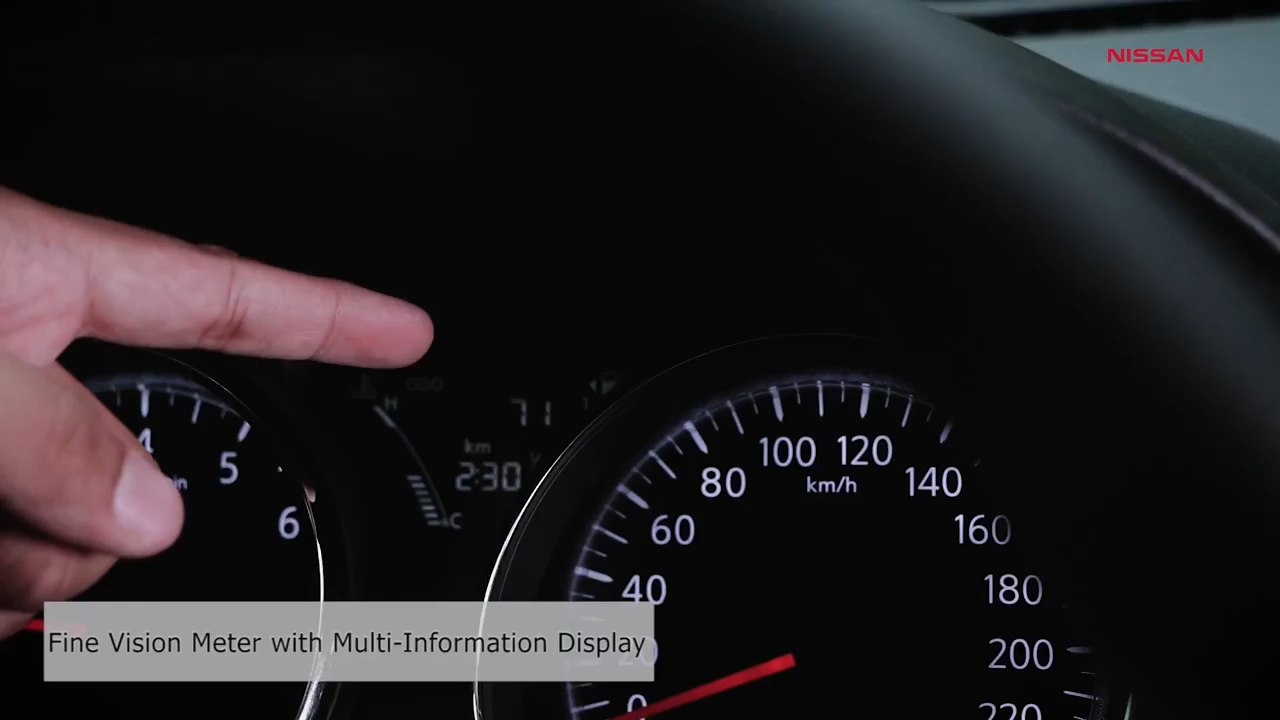 NISSAN
H
71
km
2:30
C
4
5
6
0
40
60
80
100
120
140
160
180
200
220
km/h
Fine Vision Meter with Multi-Information Display